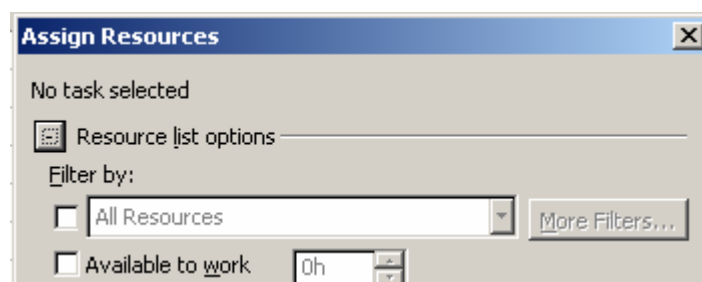 Assign Resources
No task selected
Resource list options
Filter by:
All Resources More Filters...
Available to work 0h